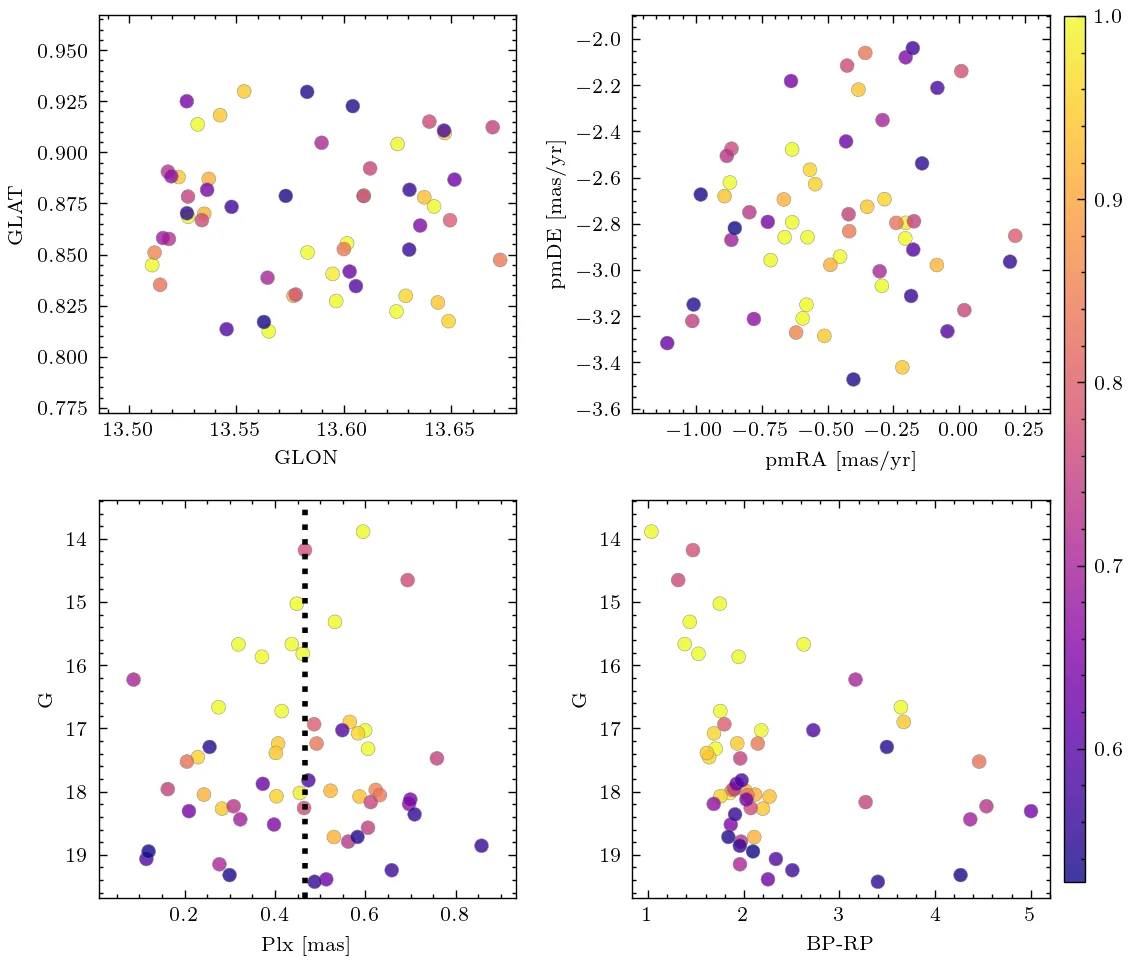 0.950
0.925
0.900
0.875
0.850
0.825
0.800
0.775
GLAT
13.50 13.55 13.60 13.65
GLON
−2.0
−2.2
−2.4
−2.6
−2.8
−3.0
−3.2
−3.4
−3.6
pmDE [mas/yr]
−1.00 −0.75 −0.50 −0.25 0.00 0.25
pmRA [mas/yr]
1.0
0.9
0.8
0.7
0.6
14
15
16
17
18
19
G
0.2 0.4 0.6 0.8
Plx [mas]
14
15
16
17
18
19
G
1 2 3 4 5
BP-RP